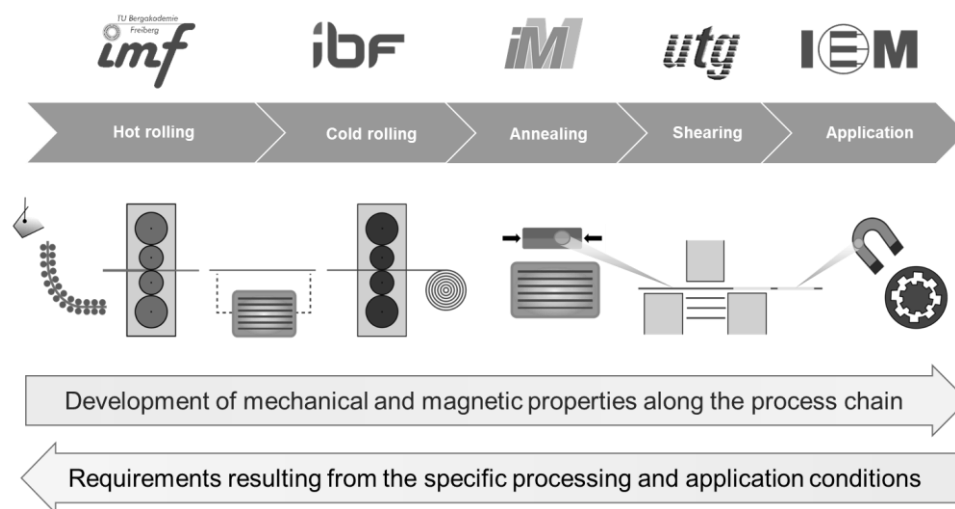 TU Bergakademie
Freiberg
imf
ibf
iM
utg
IEM
Hot rolling
Cold rolling
Annealing
Shearing
Application
Development of mechanical and magnetic properties along the process chain
Requirements resulting from the specific processing and application conditions